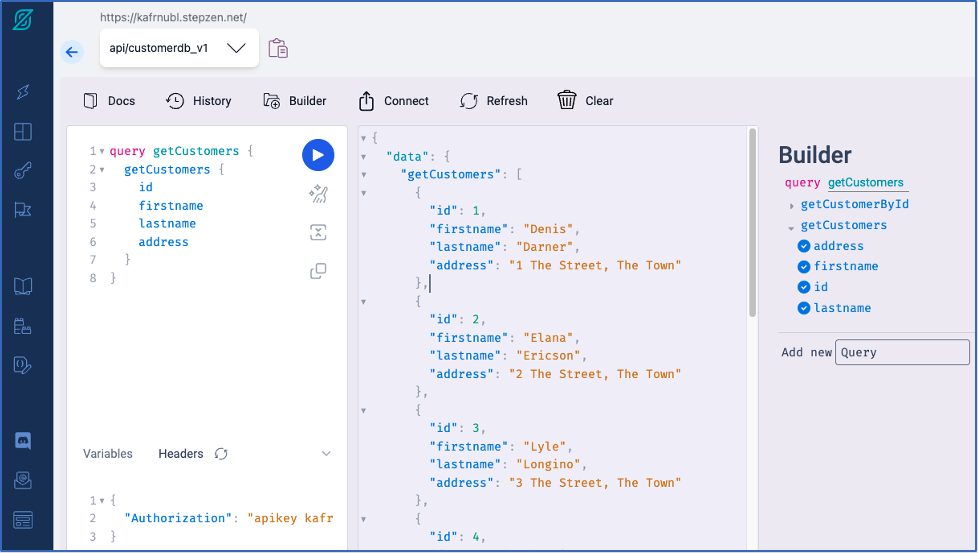 https://kafrnubl.stepzen.net/
api/customerdb_v1
Docs History Builder Connect Refresh Clear
1 query getCustomers {
2 getCustomers {
3 id
4 firstname
5 lastname
6 address
7 }
8 }
Variables Headers
1 {
2 "Authorization": "apikey kafr
3 }
{
"data": {
"getCustomers": [
{
"id": 1,
"firstname": "Denis",
"lastname": "Darner",
"address": "1 The Street, The Town"
},
{
"id": 2,
"firstname": "Elana",
"lastname": "Ericson",
"address": "2 The Street, The Town"
},
{
"id": 3,
"firstname": "Lyle",
"lastname": "Longino",
"address": "3 The Street, The Town"
},
{
"id": 4,
Builder
query getCustomers
getCustomerById
getCustomers
address
firstname
id
lastname
Add new Query